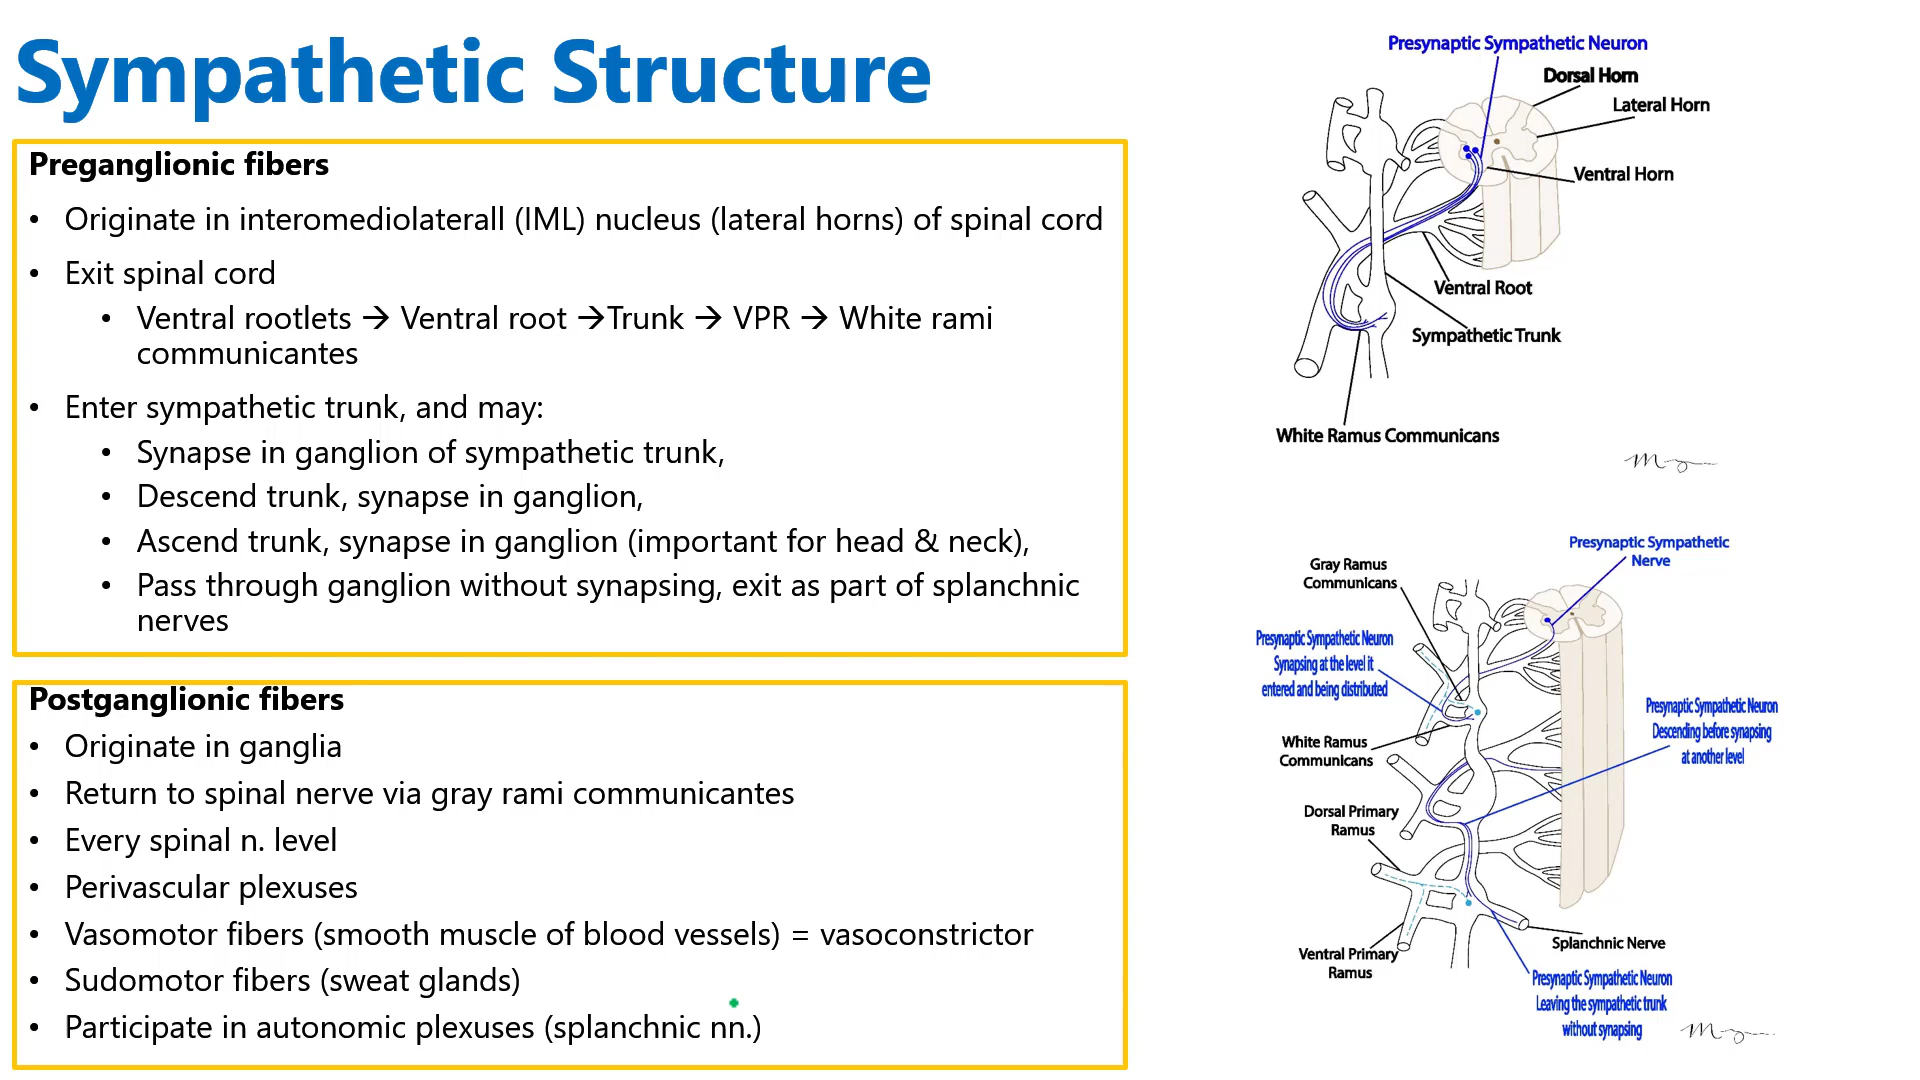 Sympathetic Structure
Preganglionic fibers
• Originate in interomediolaterall (IML) nucleus (lateral horns) of spinal cord
• Exit spinal cord
• Ventral rootlets → Ventral root →Trunk → VPR → White rami
communicantes
• Enter sympathetic trunk, and may:
• Synapse in ganglion of sympathetic trunk,
• Descend trunk, synapse in ganglion,
• Ascend trunk, synapse in ganglion (important for head & neck),
• Pass through ganglion without synapsing, exit as part of splanchnic
nerves
Postganglionic fibers
• Originate in ganglia
• Return to spinal nerve via gray rami communicantes
• Every spinal n. level
• Perivascular plexuses
• Vasomotor fibers (smooth muscle of blood vessels) = vasoconstrictor
• Sudomotor fibers (sweat glands)
• Participate in autonomic plexuses (splanchnic nn.)
Presynaptic Sympathetic Neuron
Dorsal Horn
Lateral Horn
Ventral Horn
Ventral Root
Sympathetic Trunk
White Ramus Communicans
Presynaptic Sympathetic
Nerve
Gray Ramus
Communicans
Presynaptic Sympathetic Neuron
Synapsing at the level it
entered and being distributed
Presynaptic Sympathetic Neuron
Descending before synapsing
at another level
White Ramus
Communicans
Dorsal Primary
Ramus
Ventral Primary
Ramus
Splanchnic Nerve
Presynaptic Sympathetic Neuron
Leaving the sympathetic trunk
without synapsing